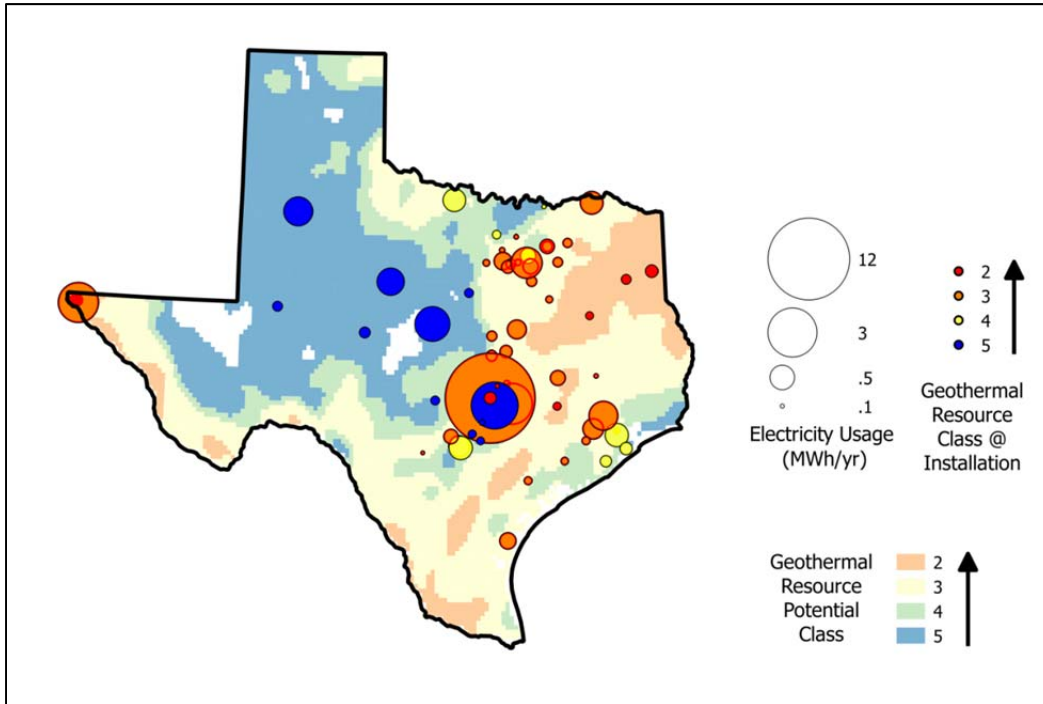 12
3
.5
.1
Electricity Usage
(MWh/yr)
2
3
4
5
Geothermal
Resource
Class @
Installation
Geothermal
Resource
Potential
Class
2
3
4
5